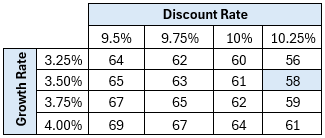 Discount Rate
9.5% 9.75% 10% 10.25%
Growth Rate
3.25% 64 62 60 56
3.50% 65 63 61 58
3.75% 67 65 62 59
4.00% 69 67 64 61